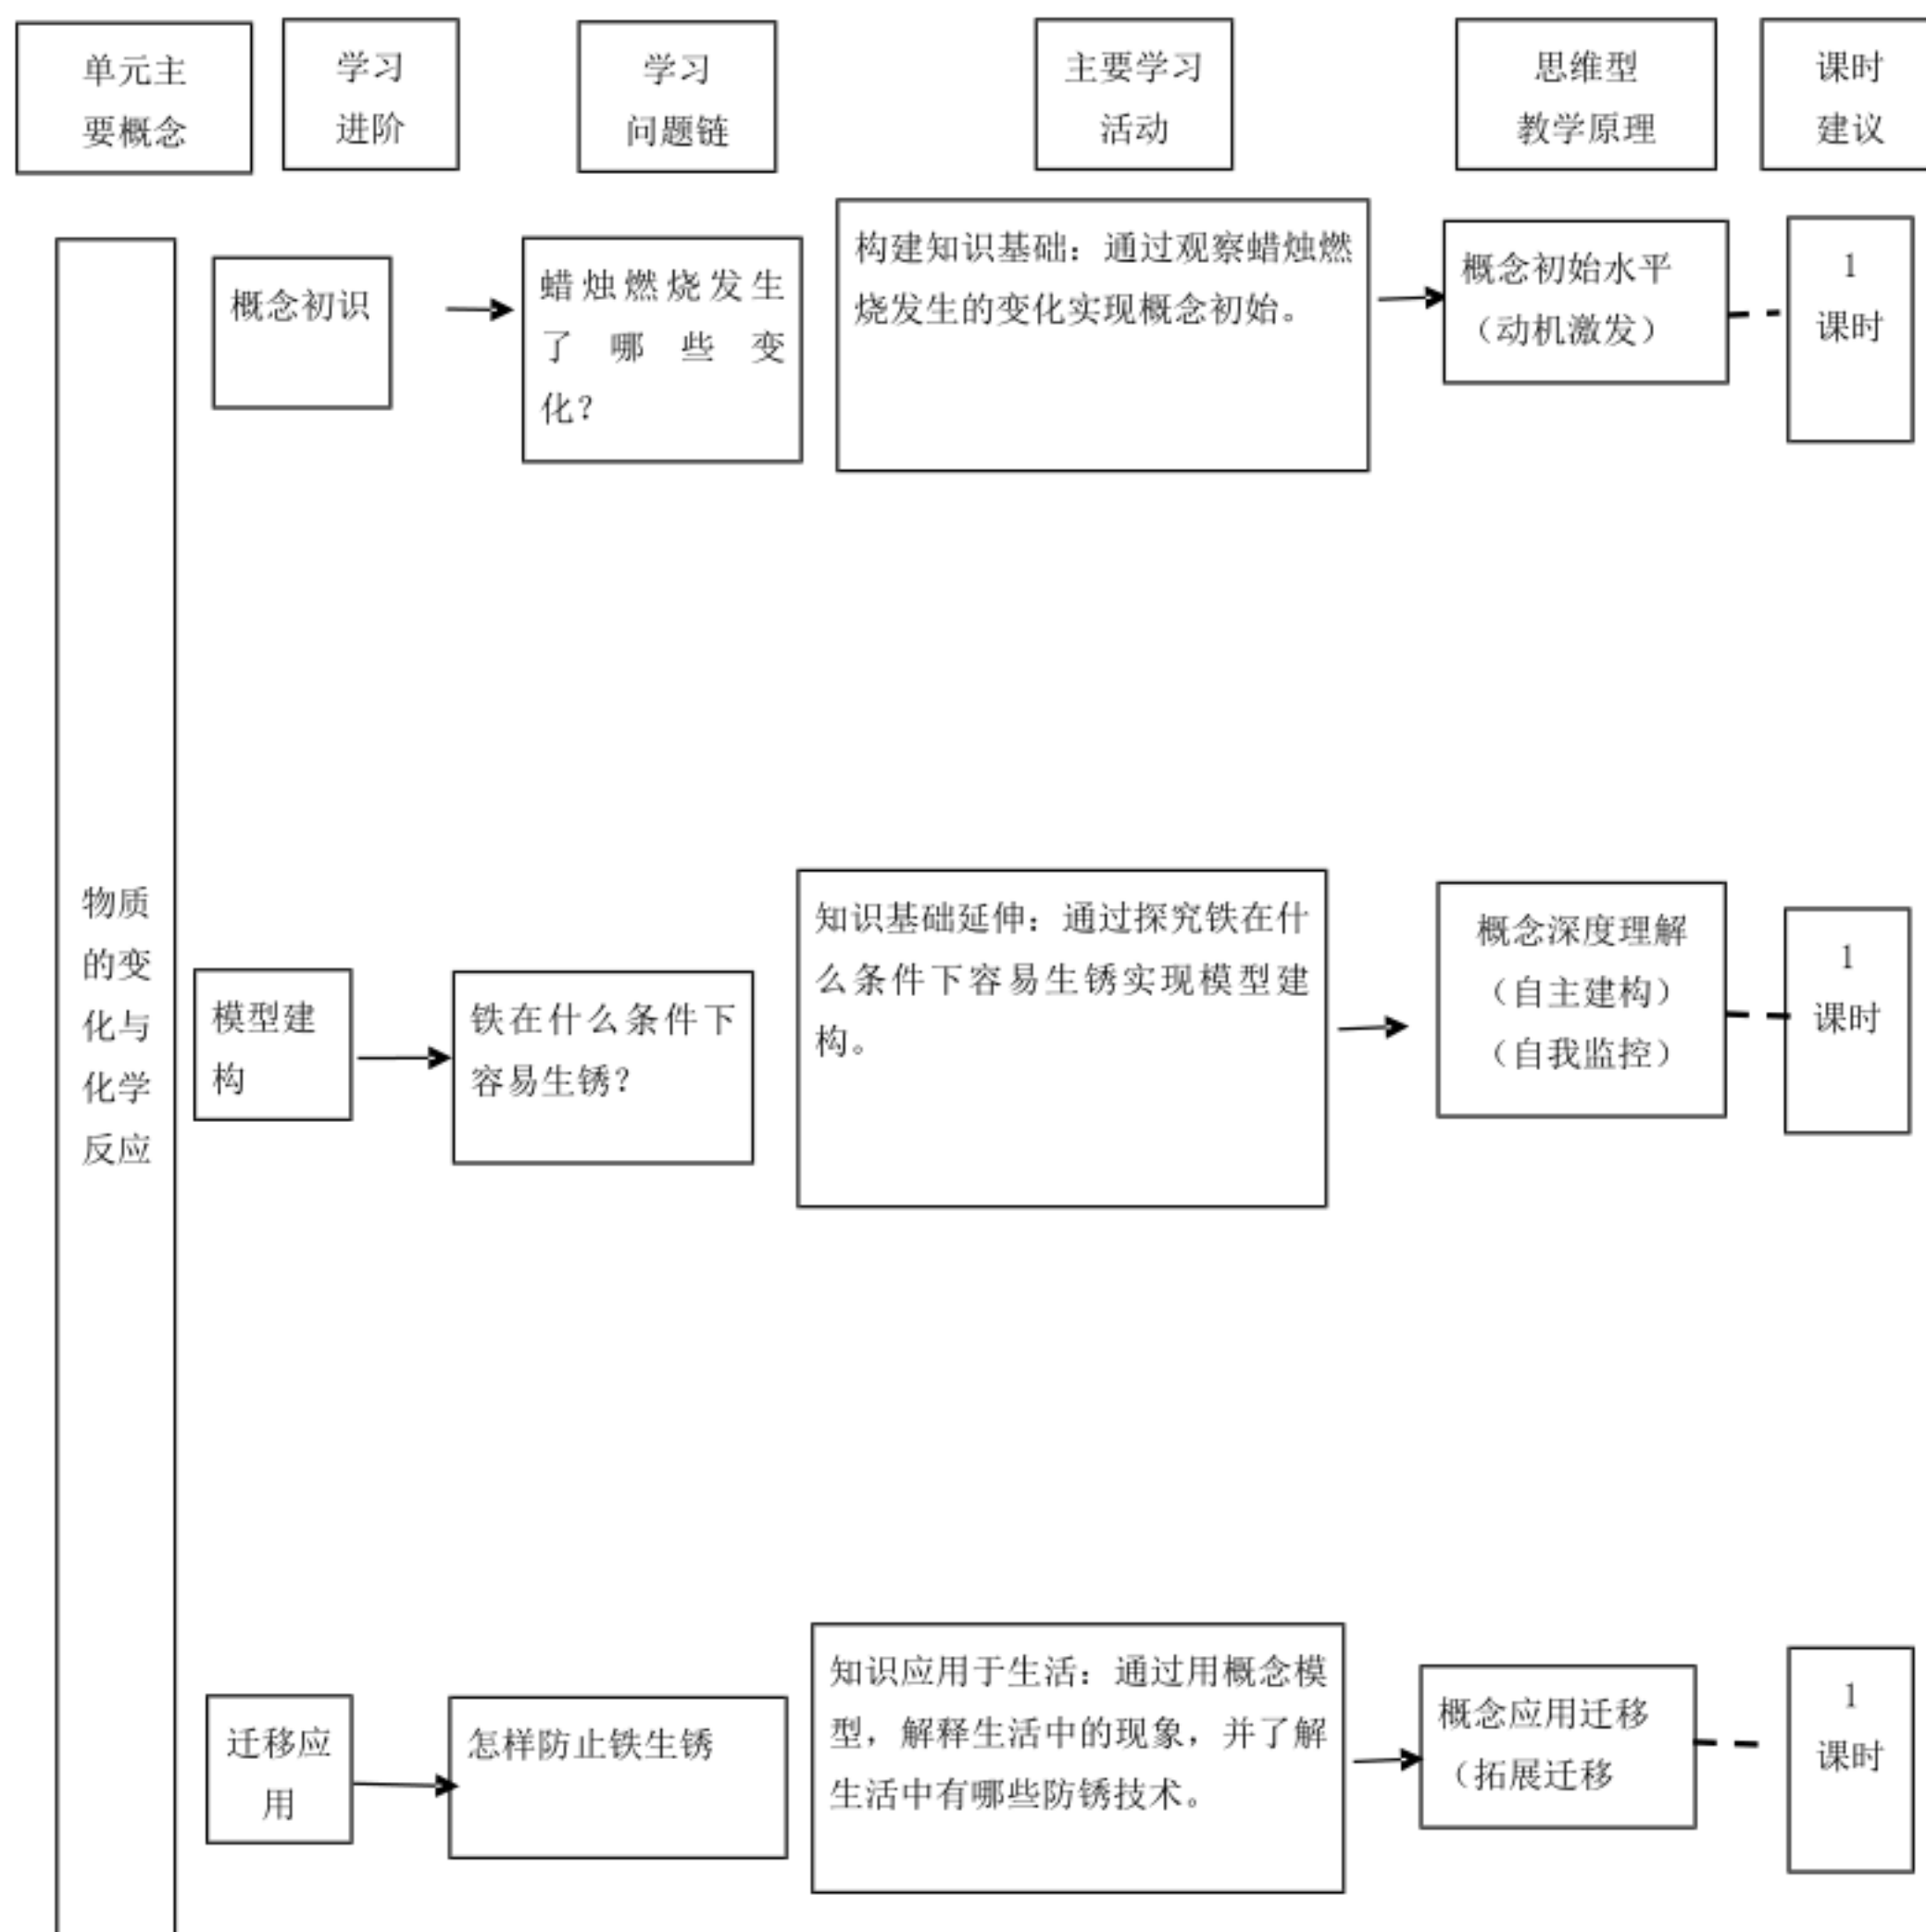 单元主
要概念
学习
进阶
学习
问题链
主要学习
活动
思维型
教学原理
课时
建议
物质
的变
化与
化学
反应
概念初识
蜡烛燃烧发生
了哪些变
化？
构建知识基础：通过观察蜡烛燃
烧发生的变化实现概念初始。
概念初始水平
（动机激发）
1
课时
模型建
构
铁在什么条件下
容易生锈？
知识基础延伸：通过探究铁在什
么条件下容易生锈实现模型建
构。
概念深度理解
（自主建构）
（自我监控）
1
课时
迁移应
用
怎样防止铁生锈
知识应用于生活：通过用概念模
型，解释生活中的现象，并了解
生活中有哪些防锈技术。
概念应用迁移
（拓展迁移
1
课时